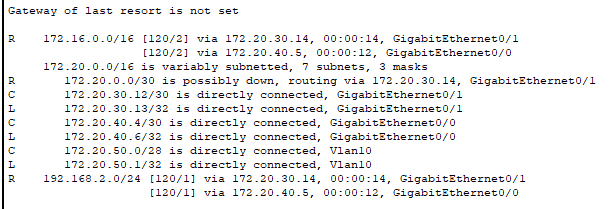 Gateway of last resort is not set
R 172.16.0.0/16 [120/2] via 172.20.30.14, 00:00:14, GigabitEthernet0/1
[120/2] via 172.20.40.5, 00:00:12, GigabitEthernet0/0
172.20.0.0/16 is variably subnetted, 7 subnets, 3 masks
R 172.20.0.0/30 is possibly down, routing via 172.20.30.14, GigabitEthernet0/1
C 172.20.30.12/30 is directly connected, GigabitEthernet0/1
L 172.20.30.13/32 is directly connected, GigabitEthernet0/1
C 172.20.40.4/30 is directly connected, GigabitEthernet0/0
L 172.20.40.6/32 is directly connected, GigabitEthernet0/0
C 172.20.50.0/28 is directly connected, Vlan10
L 172.20.50.1/32 is directly connected, Vlan10
R 192.168.2.0/24 [120/1] via 172.20.30.14, 00:00:14, GigabitEthernet0/1
[120/1] via 172.20.40.5, 00:00:12, GigabitEthernet0/0